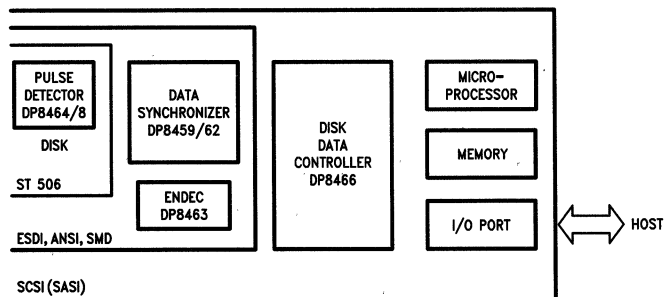 PULSE
DETECTOR
DP8464/8
DISK
ST 506
DATA
SYNCHRONIZER
DP8459/62
ENDEC
DP8463
ESDI, ANSI, SMD
DISK
DATA
CONTROLLER
DP8466
MICRO-
PROCESSOR
MEMORY
I/O PORT
HOST
SCSI (SASI)